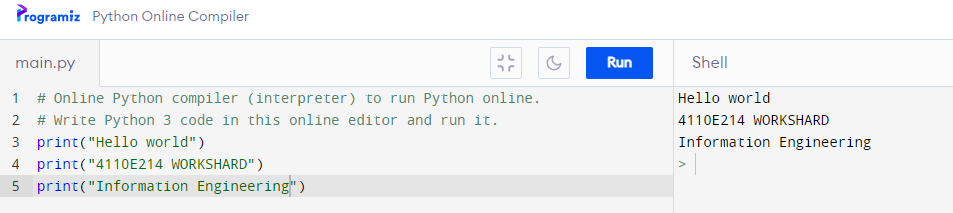 Programiz Python Online Compiler
main.py Run Shell
1 # Online Python compiler (interpreter) to run Python online.
2 # Write Python 3 code in this online editor and run it.
3 print("Hello world")
4 print("4110E214 WORKSHARD")
5 print("Information Engineering")
Hello world
4110E214 WORKSHARD
Information Engineering
>